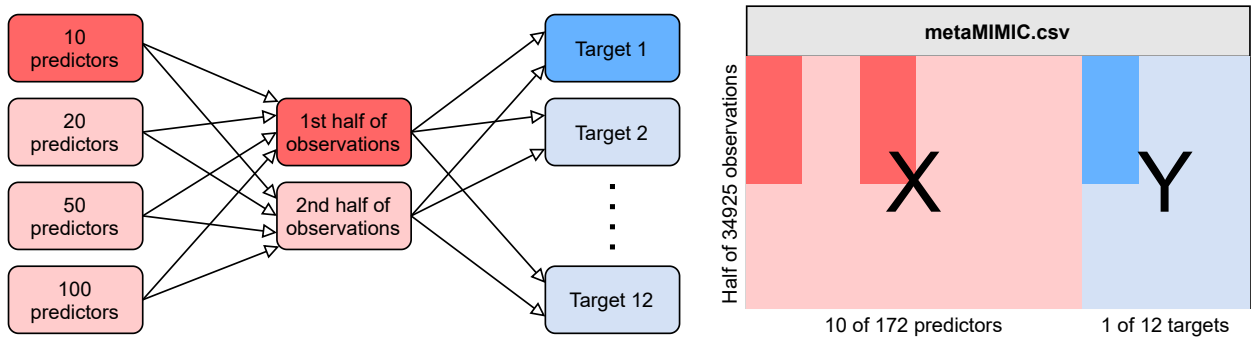 10
predictors
20
predictors
50
predictors
100
predictors
1st half of
observations
2nd half of
observations
Target 1
Target 2
Target 12
metaMIMIC.csv
Half of 34925 observations
X
Y
10 of 172 predictors
1 of 12 targets